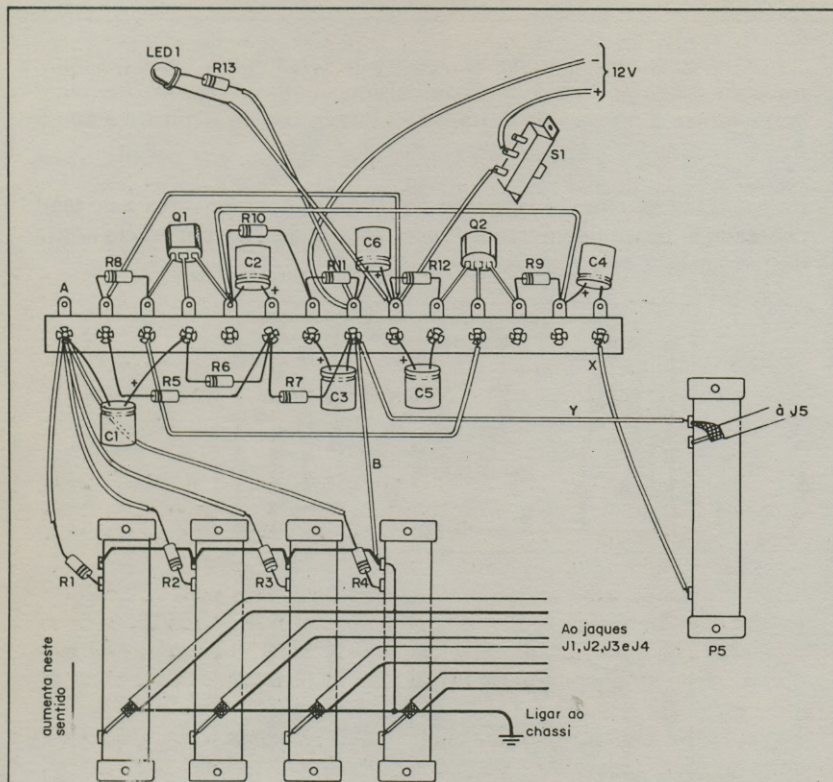 LED1
R13
-
12V
+
S1
Q1
R10
C6
Q2
R8
C2
R11
R12
R9
C4
A
+
+
+
+
+
+
R6
R5
R7
C3
C5
C1
X
Y
à J5
B
R1
R2
R3
R4
P5
Ao jaques
J1, J2, J3 e J4
aumenta neste
sentido
Ligar ao
chassi